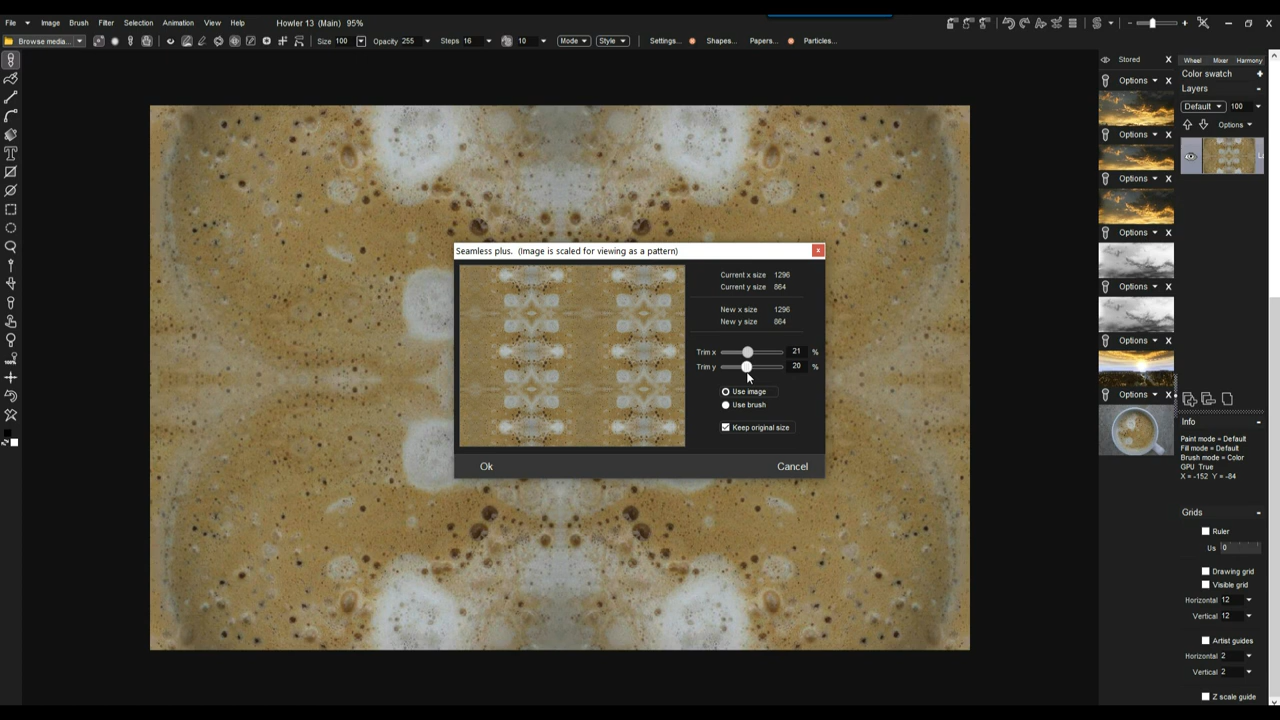 File Image Brush Filter Selection Animation View Help Howler 13 (Main) 95%
Browse media... Size 100 Opacity 255 Steps 16 10 Mode Style Settings... Shapes... Papers... Particles...
Stored X
Options X
Options X
Options X
Options X
Options X
Options X
Options X
Wheel Mixer Harmony
Color swatch +
Layers -
Default 100
Options
Seamless plus. (Image is scaled for viewing as a pattern) x
Current x size 1296
Current y size 864
New x size 1296
New y size 864
Trim x 21 %
Trim y 20 %
Use image
Use brush
Keep original size
Ok Cancel
Info -
Paint mode = Default
Fill mode = Default
Brush mode = Color
GPU True
X = -152 Y = -84
Grids -
Ruler
Us 0
Drawing grid
Visible grid
Horizontal 12
Vertical 12
Artist guides
Horizontal 2
Vertical 2
Z scale guide